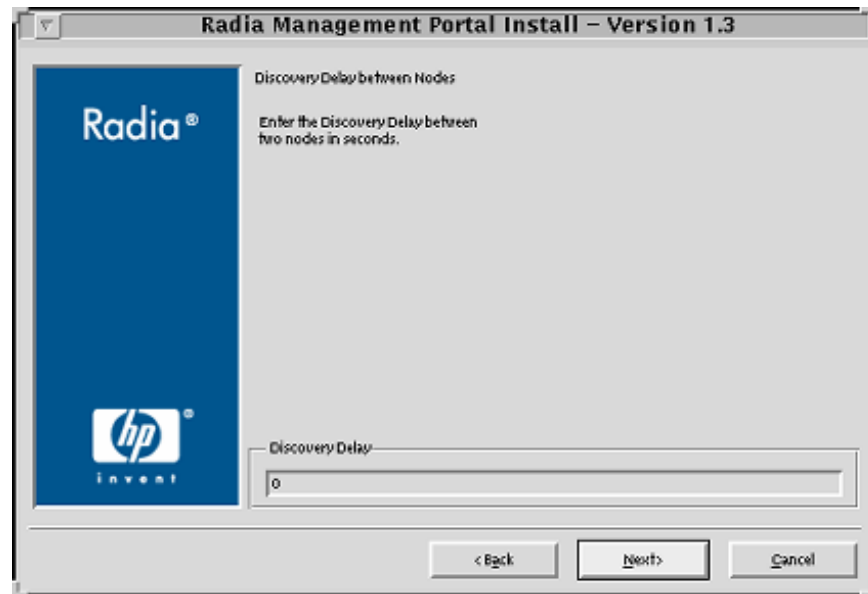 Radia Management Portal Install – Version 1.3
Radia®
Discovery Delay between Nodes
Enter the Discovery Delay between
two nodes in seconds.
hp®
invent
Discovery Delay
0
< Back
Next>
Cancel